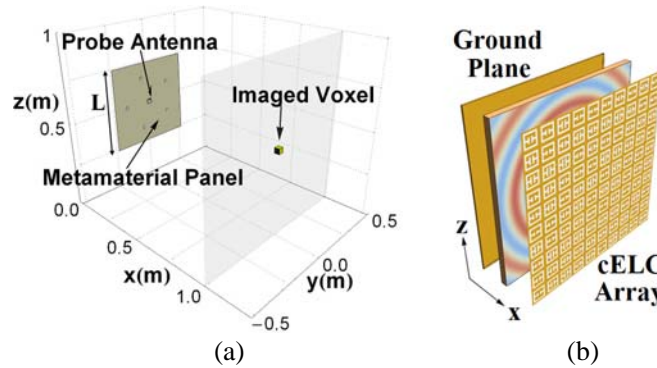 1
Probe Antenna
z(m)
L
0.5
Imaged Voxel
Metamaterial Panel
0.0
0.5
x(m)
1.0
-0.5
y(m)
0.0
0.5
(a)
Ground
Plane
z
x
cELC
Array
(b)